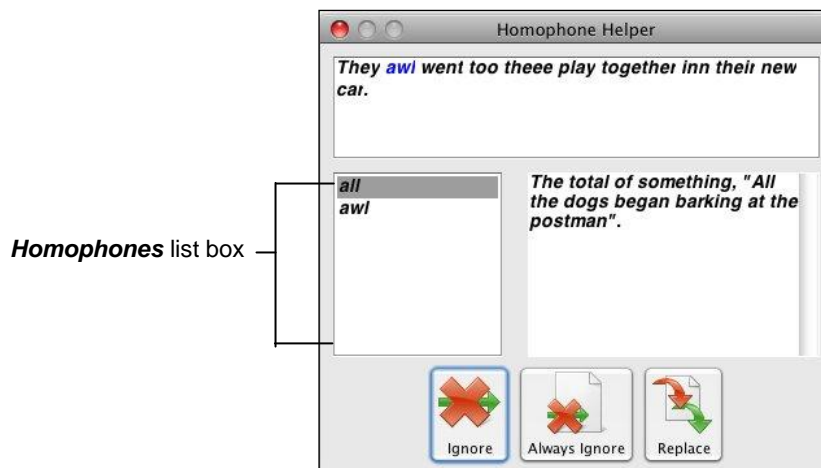 Homophone Helper
They awl went too theee play together inn their new
car.
all
awl
The total of something, "All
the dogs began barking at the
postman".
Homophones list box
Ignore
Always Ignore
Replace